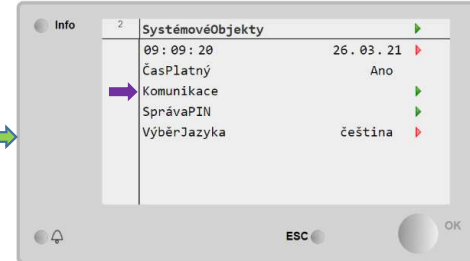 Info
2 SystémovéObjekty
09:09:20 26.03.21
ČasPlatný Ano
Komunikace
SprávaPIN
VýběrJazyka čeština
ESC
OK